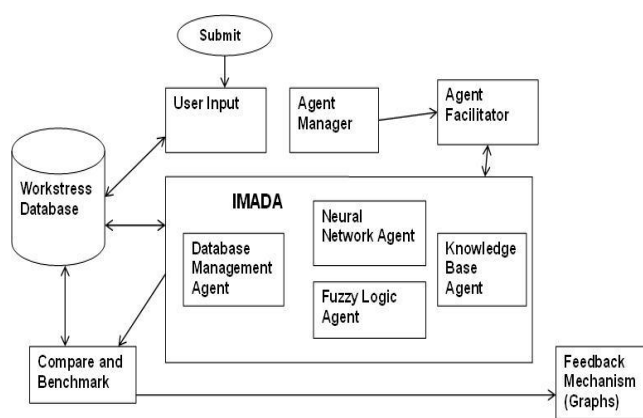 Submit
User Input
Agent
Manager
Agent
Facilitator
Workstress
Database
IMADA
Neural
Network Agent
Database
Management
Agent
Knowledge
Base
Agent
Fuzzy Logic
Agent
Compare and
Benchmark
Feedback
Mechanism
(Graphs)